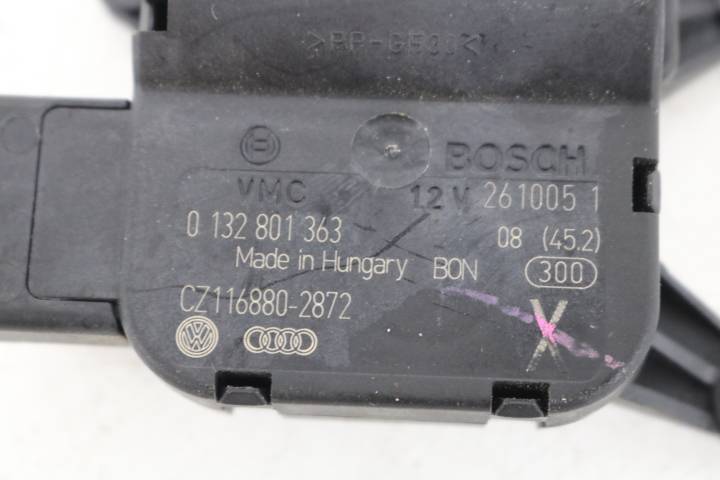 BOSCH
VMC 12 V 261005 1
0 132 801 363 08 (45.2)
Made in Hungary BON 300
CZ116880-2872 X